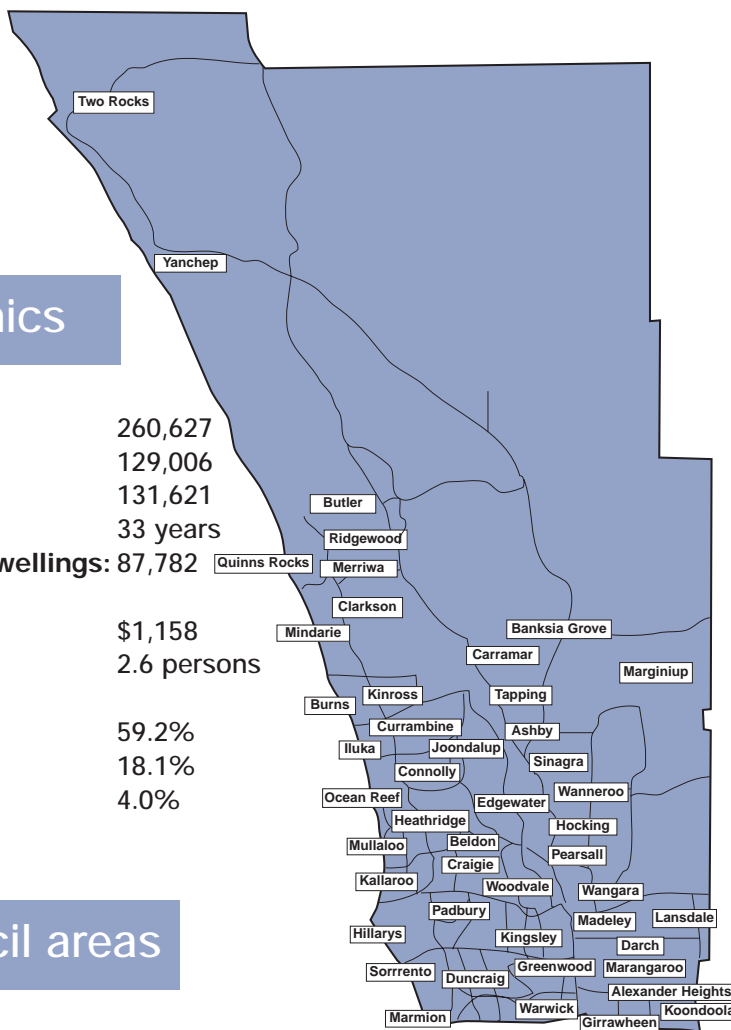 Two Rocks
Yanchep
nics
260,627
129,006
131,621
33 years
wellings: 87,782
$1,158
2.6 persons
59.2%
18.1%
4.0%
cil areas
Butler
Ridgewood
Quinns Rocks
Merriwa
Clarkson
Mindarie
Banksia Grove
Carramar
Marginiup
Kinross
Tapping
Burns
Currambine
Ashby
Iluka
Joondalup
Sinagra
Connolly
Wanneroo
Ocean Reef
Edgewater
Heathridge
Hocking
Mullaloo
Beldon
Pearsall
Craigie
Kallaroo
Woodvale
Wangara
Padbury
Madeley
Lansdale
Hillarys
Kingsley
Darch
Sorrrento
Duncraig
Greenwood
Marangaroo
Alexander Heights
Marmion
Warwick
Koondoola
Girrawheen